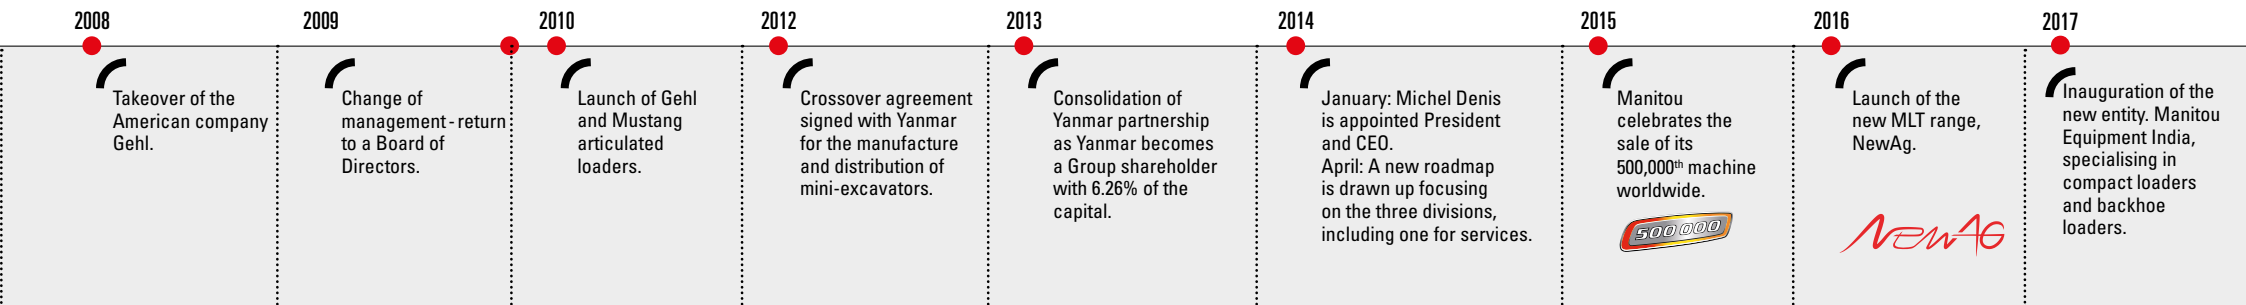 2008
Takeover of the
American company
Gehl.
2009
Change of
management - return
to a Board of
Directors.
2010
Launch of Gehl
and Mustang
articulated
loaders.
2012
Crossover agreement
signed with Yanmar
for the manufacture
and distribution of
mini-excavators.
2013
Consolidation of
Yanmar partnership
as Yanmar becomes
a Group shareholder
with 6.26% of the
capital.
2014
January: Michel Denis
is appointed President
and CEO.
April: A new roadmap
is drawn up focusing
on the three divisions,
including one for services.
2015
Manitou
celebrates the
sale of its
500,000th machine
worldwide.
500 000
2016
Launch of the
new MLT range,
NewAg.
NEWAG
2017
Inauguration of the
new entity. Manitou
Equipment India,
specialising in
compact loaders
and backhoe
loaders.